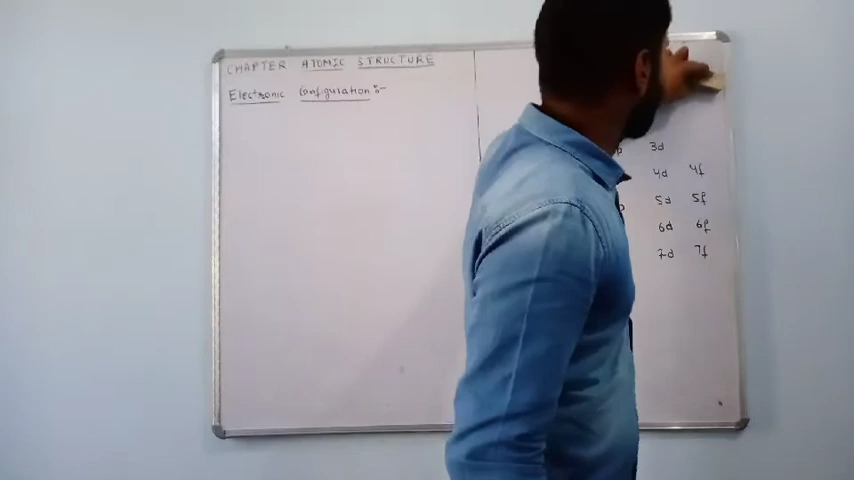 CHAPTER ATOMIC STRUCTURE
Electronic Configuration :-
3d
4d 4f
5d 5f
6d 6f
7d 7f